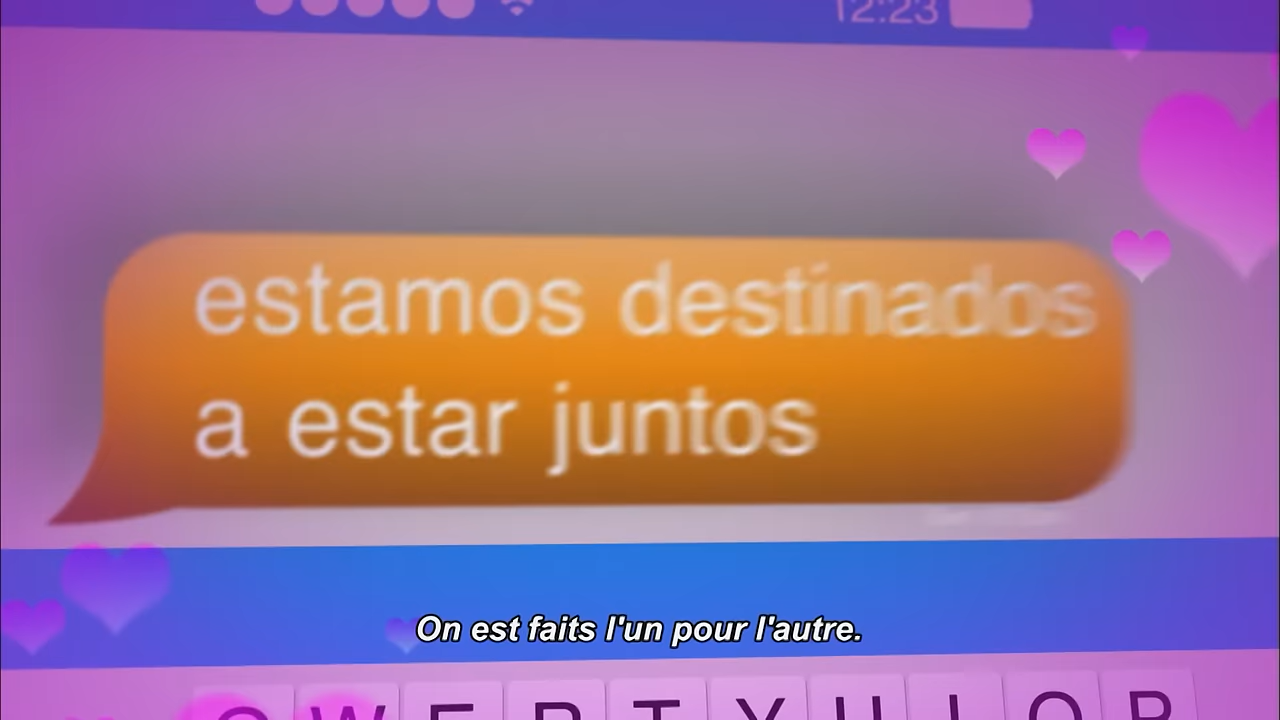 12:23
estamos destinados
a estar juntos
On est faits l'un pour l'autre.
Q W E R T Y U I O P